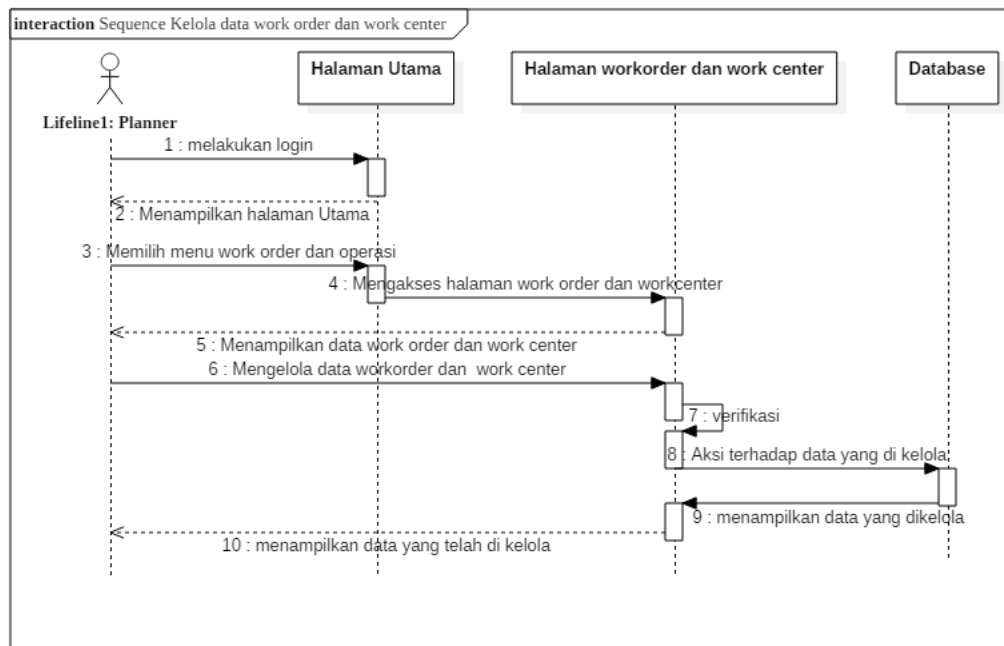 interaction Sequence Kelola data work order dan work center
Halaman Utama
Halaman workorder dan work center
Database
Lifeline1: Planner
1 : melakukan login
2 : Menampilkan halaman Utama
3 : Memilih menu work order dan operasi
4 : Mengakses halaman work order dan workcenter
5 : Menampilkan data work order dan work center
6 : Mengelola data workorder dan  work center
7 : verifikasi
8 : Aksi terhadap data yang di kelola
9 : menampilkan data yang dikelola
10 : menampilkan data yang telah di kelola